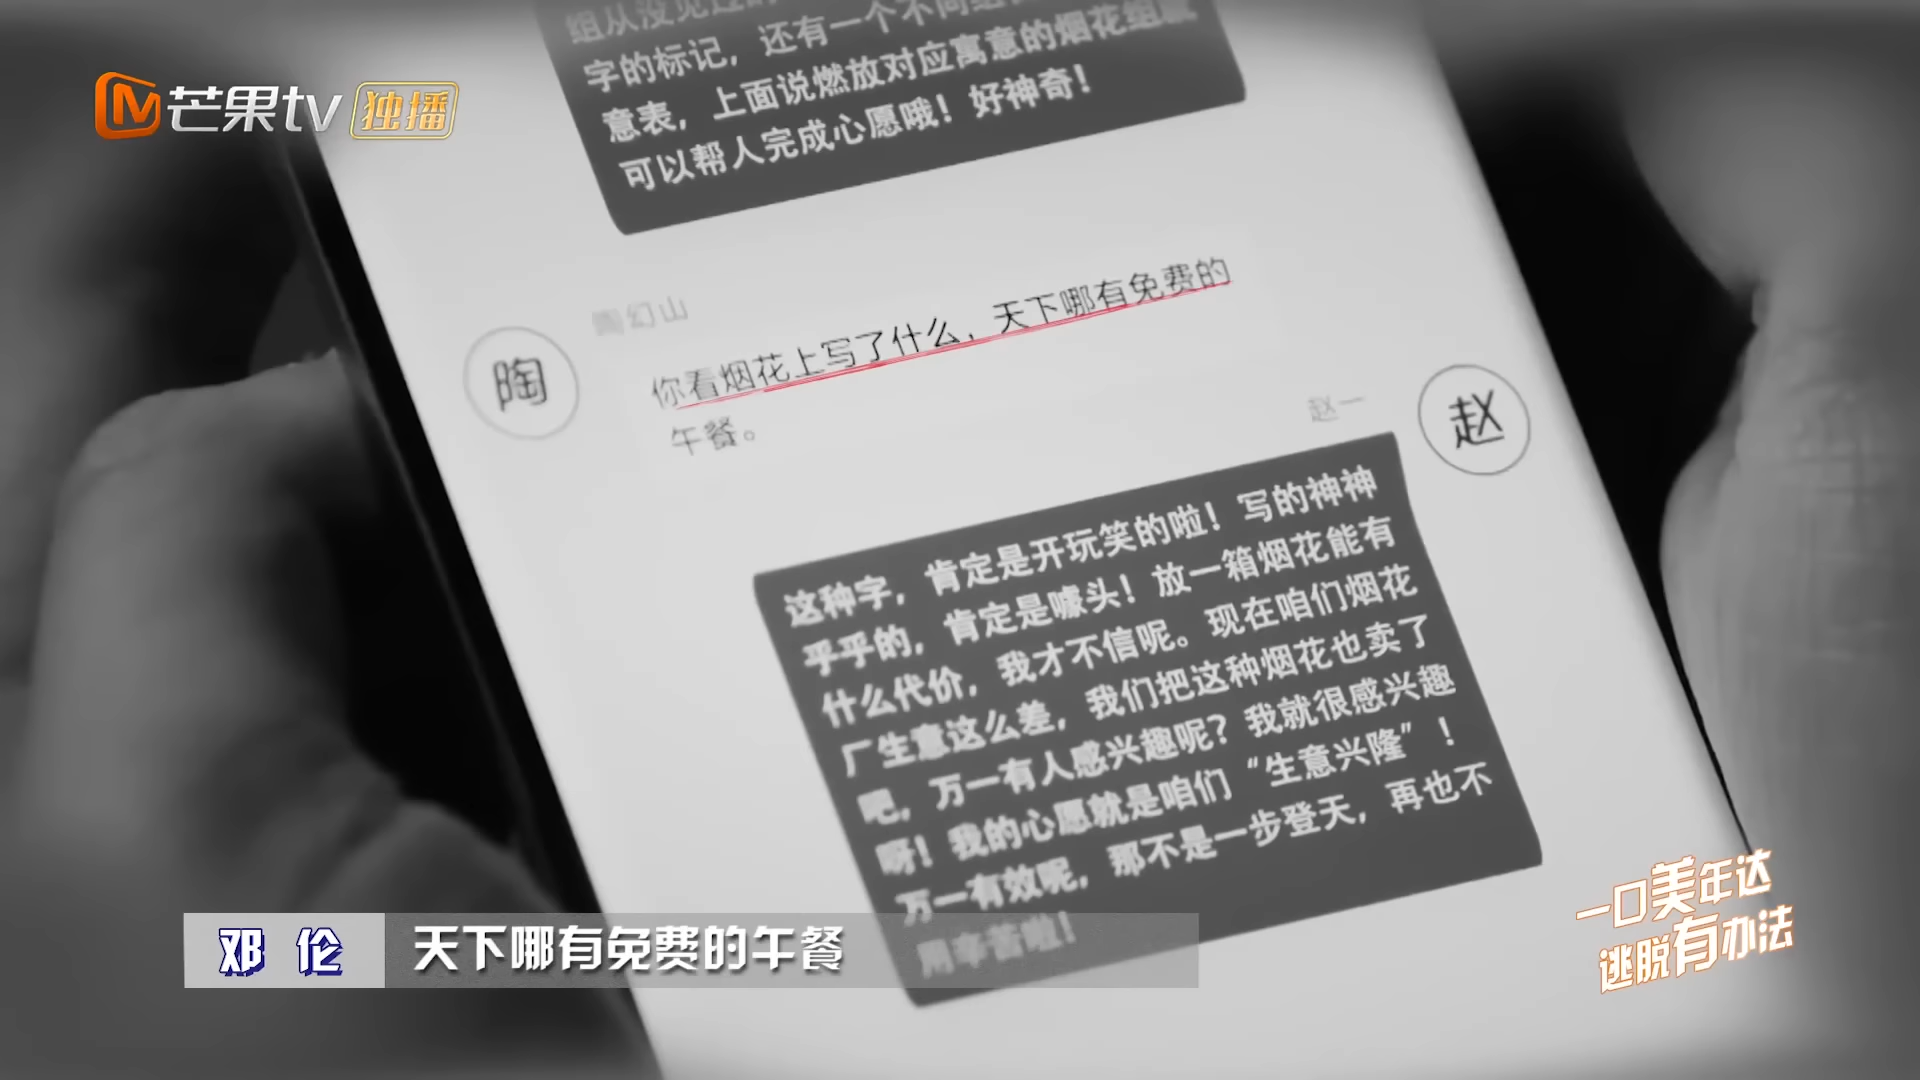 芒果tv 独播
字的标记，还有一个不同组
意表，上面说燃放对应寓意的烟花组
可以帮人完成心愿哦！好神奇！
陶幻山
陶
你看烟花上写了什么，天下哪有免费的
午餐。
赵一
赵
这种字，肯定是开玩笑的啦！写的神神
乎乎的，肯定是噱头！放一箱烟花能有
什么代价，我才不信呢。现在咱们烟花
厂生意这么差，我们把这种烟花也卖了
吧，万一有人感兴趣呢？我就很感兴趣
呀！我的心愿就是咱们“生意兴隆”！
万一有效呢，那不是一步登天，再也不
用辛苦啦！
邓伦 天下哪有免费的午餐
一口美年达
逃脱有办法